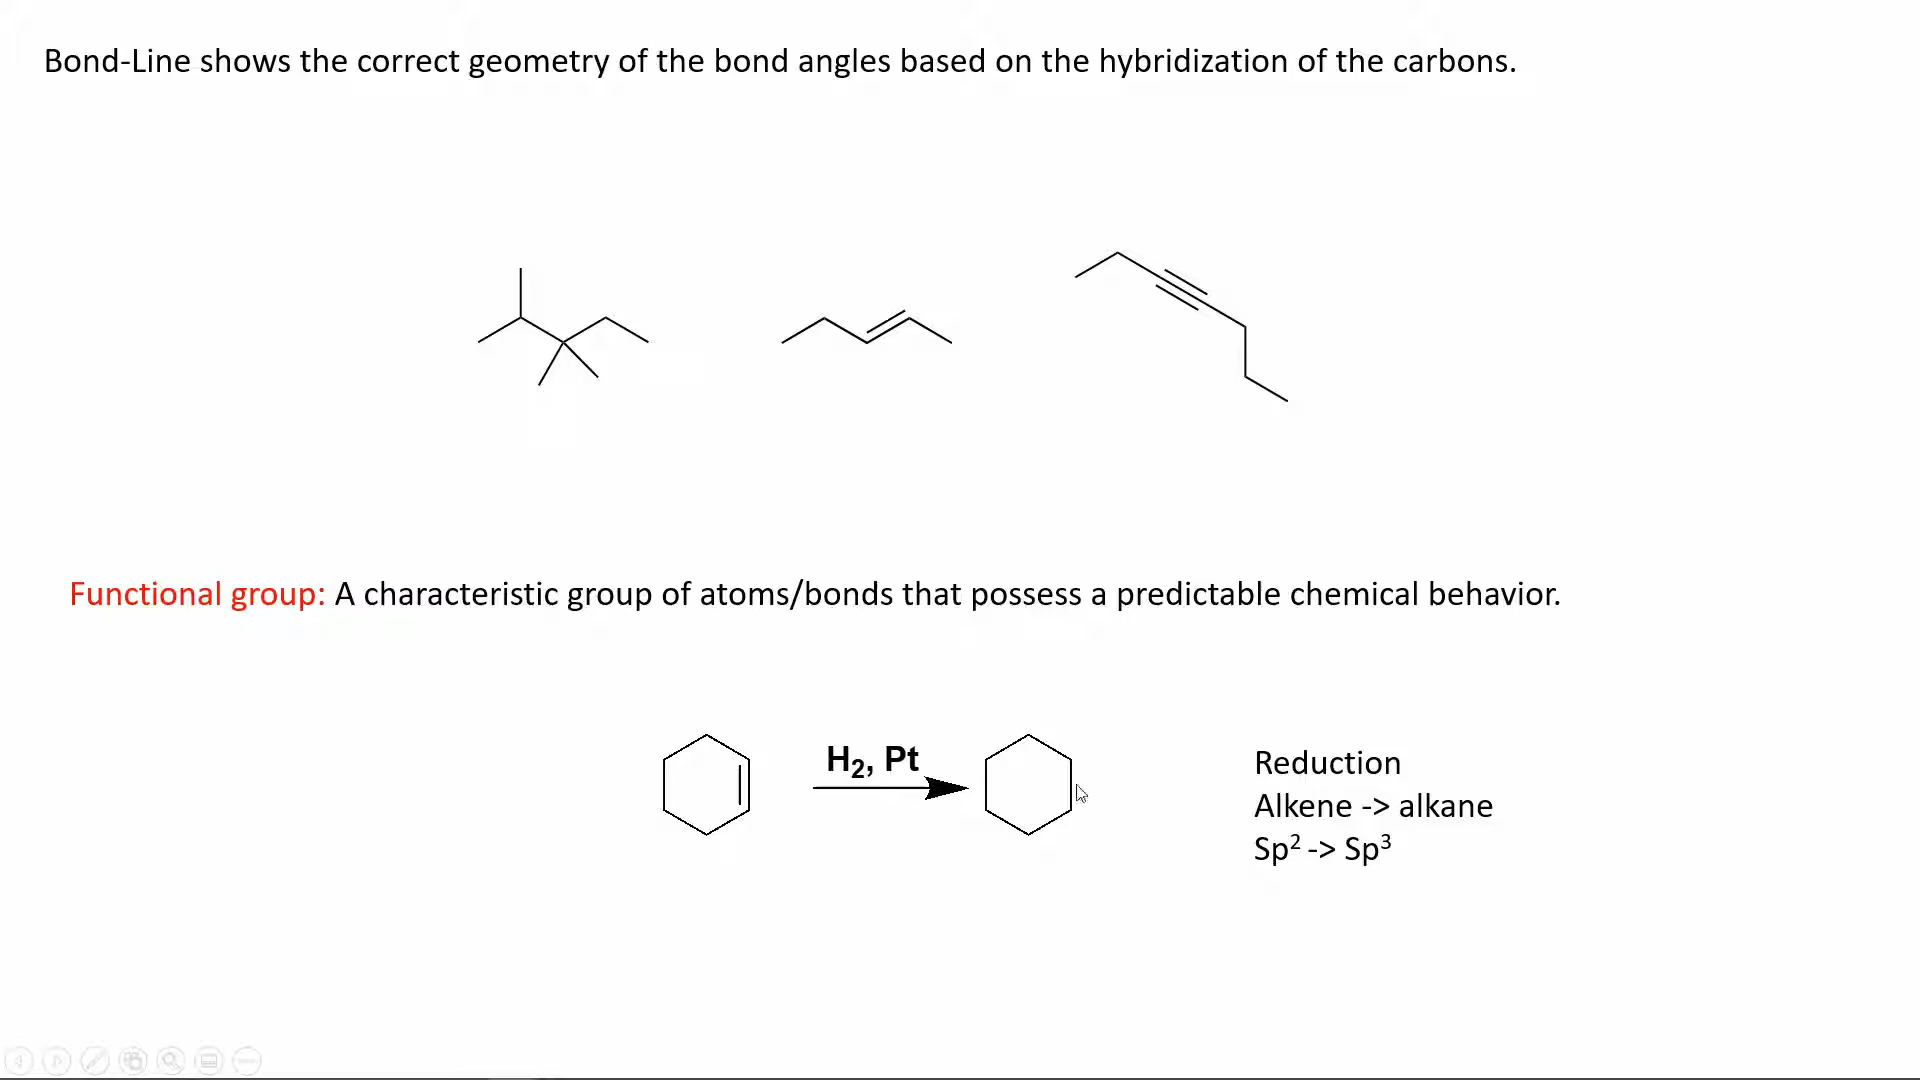 Bond-Line shows the correct geometry of the bond angles based on the hybridization of the carbons.
Functional group: A characteristic group of atoms/bonds that possess a predictable chemical behavior.
H₂, Pt
Reduction
Alkene -> alkane
Sp² -> Sp³